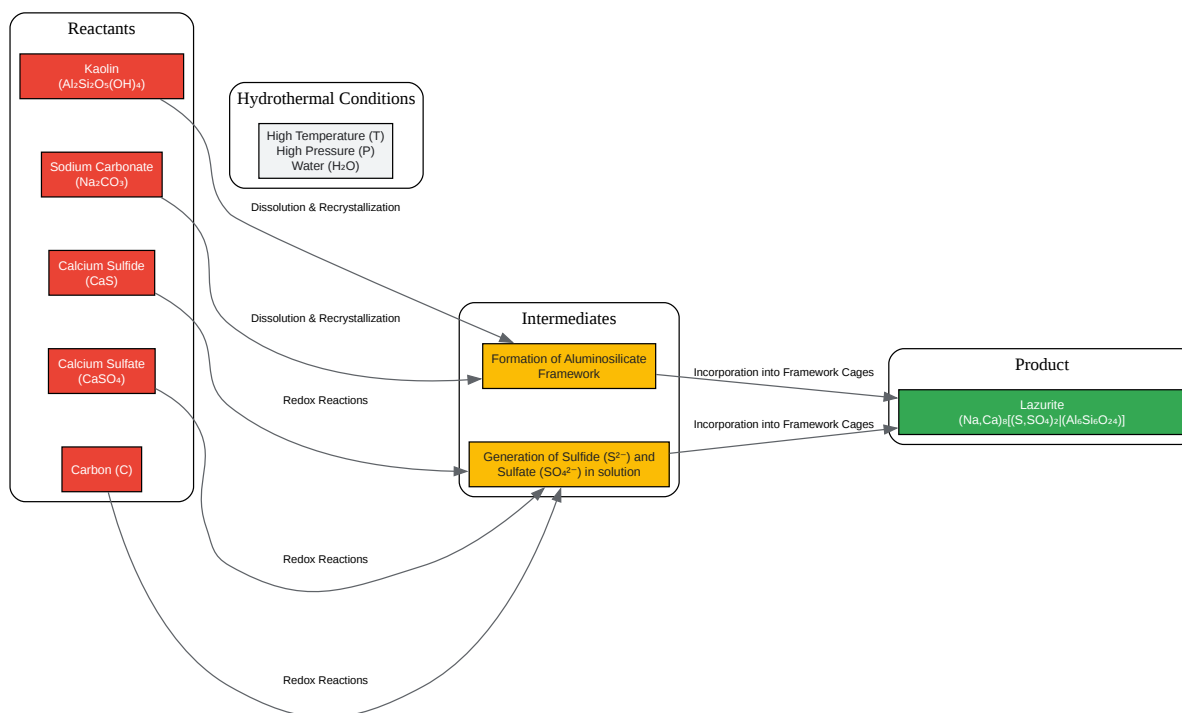 Reactants
Kaolin
(Al₂Si₂O₅(OH)₄)
Sodium Carbonate
(Na₂CO₃)
Calcium Sulfide
(CaS)
Calcium Sulfate
(CaSO₄)
Carbon (C)
Hydrothermal Conditions
High Temperature (T)
High Pressure (P)
Water (H₂O)
Dissolution & Recrystallization
Dissolution & Recrystallization
Redox Reactions
Redox Reactions
Redox Reactions
Intermediates
Formation of Aluminosilicate
Framework
Generation of Sulfide (S²⁻) and
Sulfate (SO₄²⁻) in solution
Incorporation into Framework Cages
Incorporation into Framework Cages
Product
Lazurite
(Na,Ca)₈[(S,SO₄)₂|(Al₆Si₆O₂₄)]